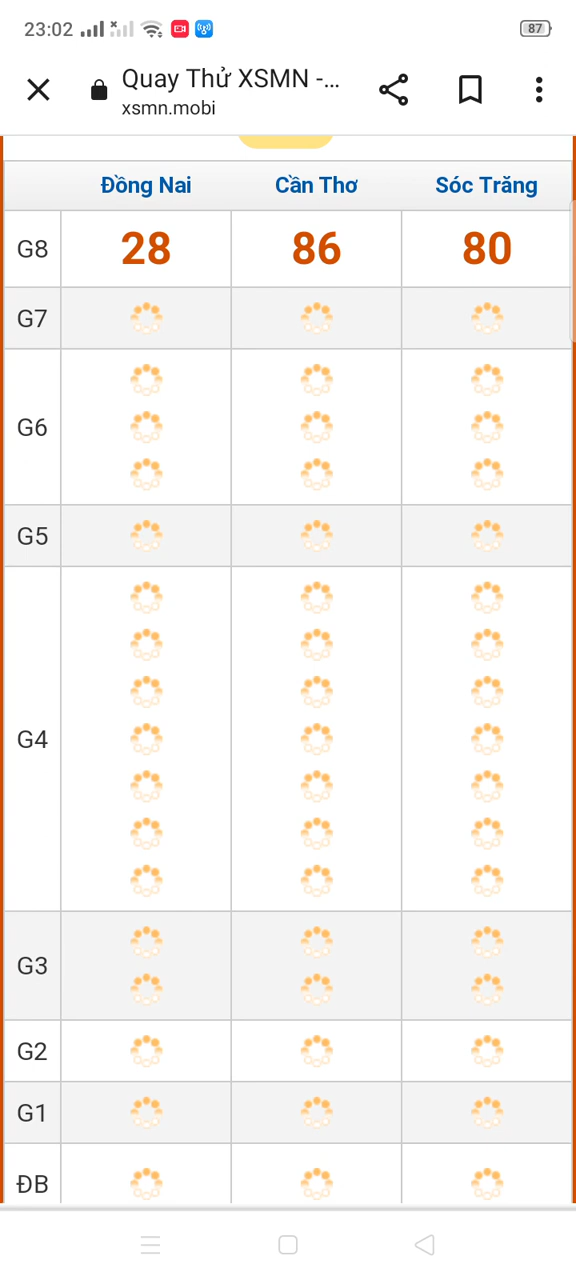 23:02
87
Quay Thử XSMN -...
xsmn.mobi
Đồng Nai Cần Thơ Sóc Trăng
G8 28 86 80
G7
G6
G5
G4
G3
G2
G1
ĐB